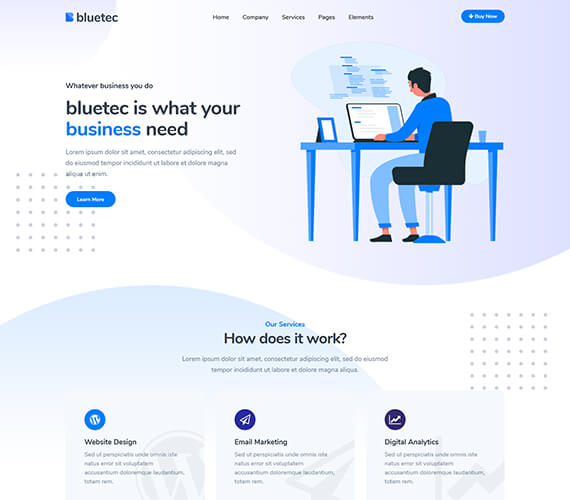 bluetec
Home Company Services Pages Elements
Buy Now
Whatever business you do
bluetec is what your
business need
Lorem ipsum dolor sit amet, consectetur adipiscing elit, sed
do eiusmod tempor incididunt ut labore et dolore magna
aliqua ut enim.
Learn More
Our Services
How does it work?
Lorem ipsum dolor sit amet, consectetur adipiscing elit, sed do eiusmod
tempor incididunt ut labore et dolore magna aliqua.
Website Design
Sed ut perspiciatis unde omnis iste
natus error sit voluptatem
accusantium doloremque laudantium,
totam rem.
Email Marketing
Sed ut perspiciatis unde omnis iste
natus error sit voluptatem
accusantium doloremque laudantium,
totam rem.
Digital Analytics
Sed ut perspiciatis unde omnis iste
natus error sit voluptatem
accusantium doloremque laudantium,
totam rem.